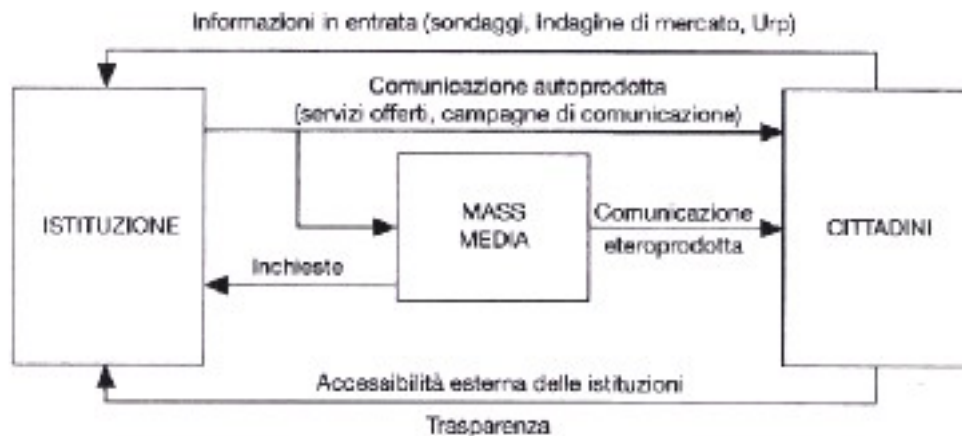 Informazioni in entrata (sondaggi, indagine di mercato, Urp)
Comunicazione autoprodotta
(servizi offerti, campagne di comunicazione)
ISTITUZIONE
MASS
MEDIA
Comunicazione
eteroprodotta
CITTADINI
Inchieste
Accessibilità esterna delle istituzioni
Trasparenza